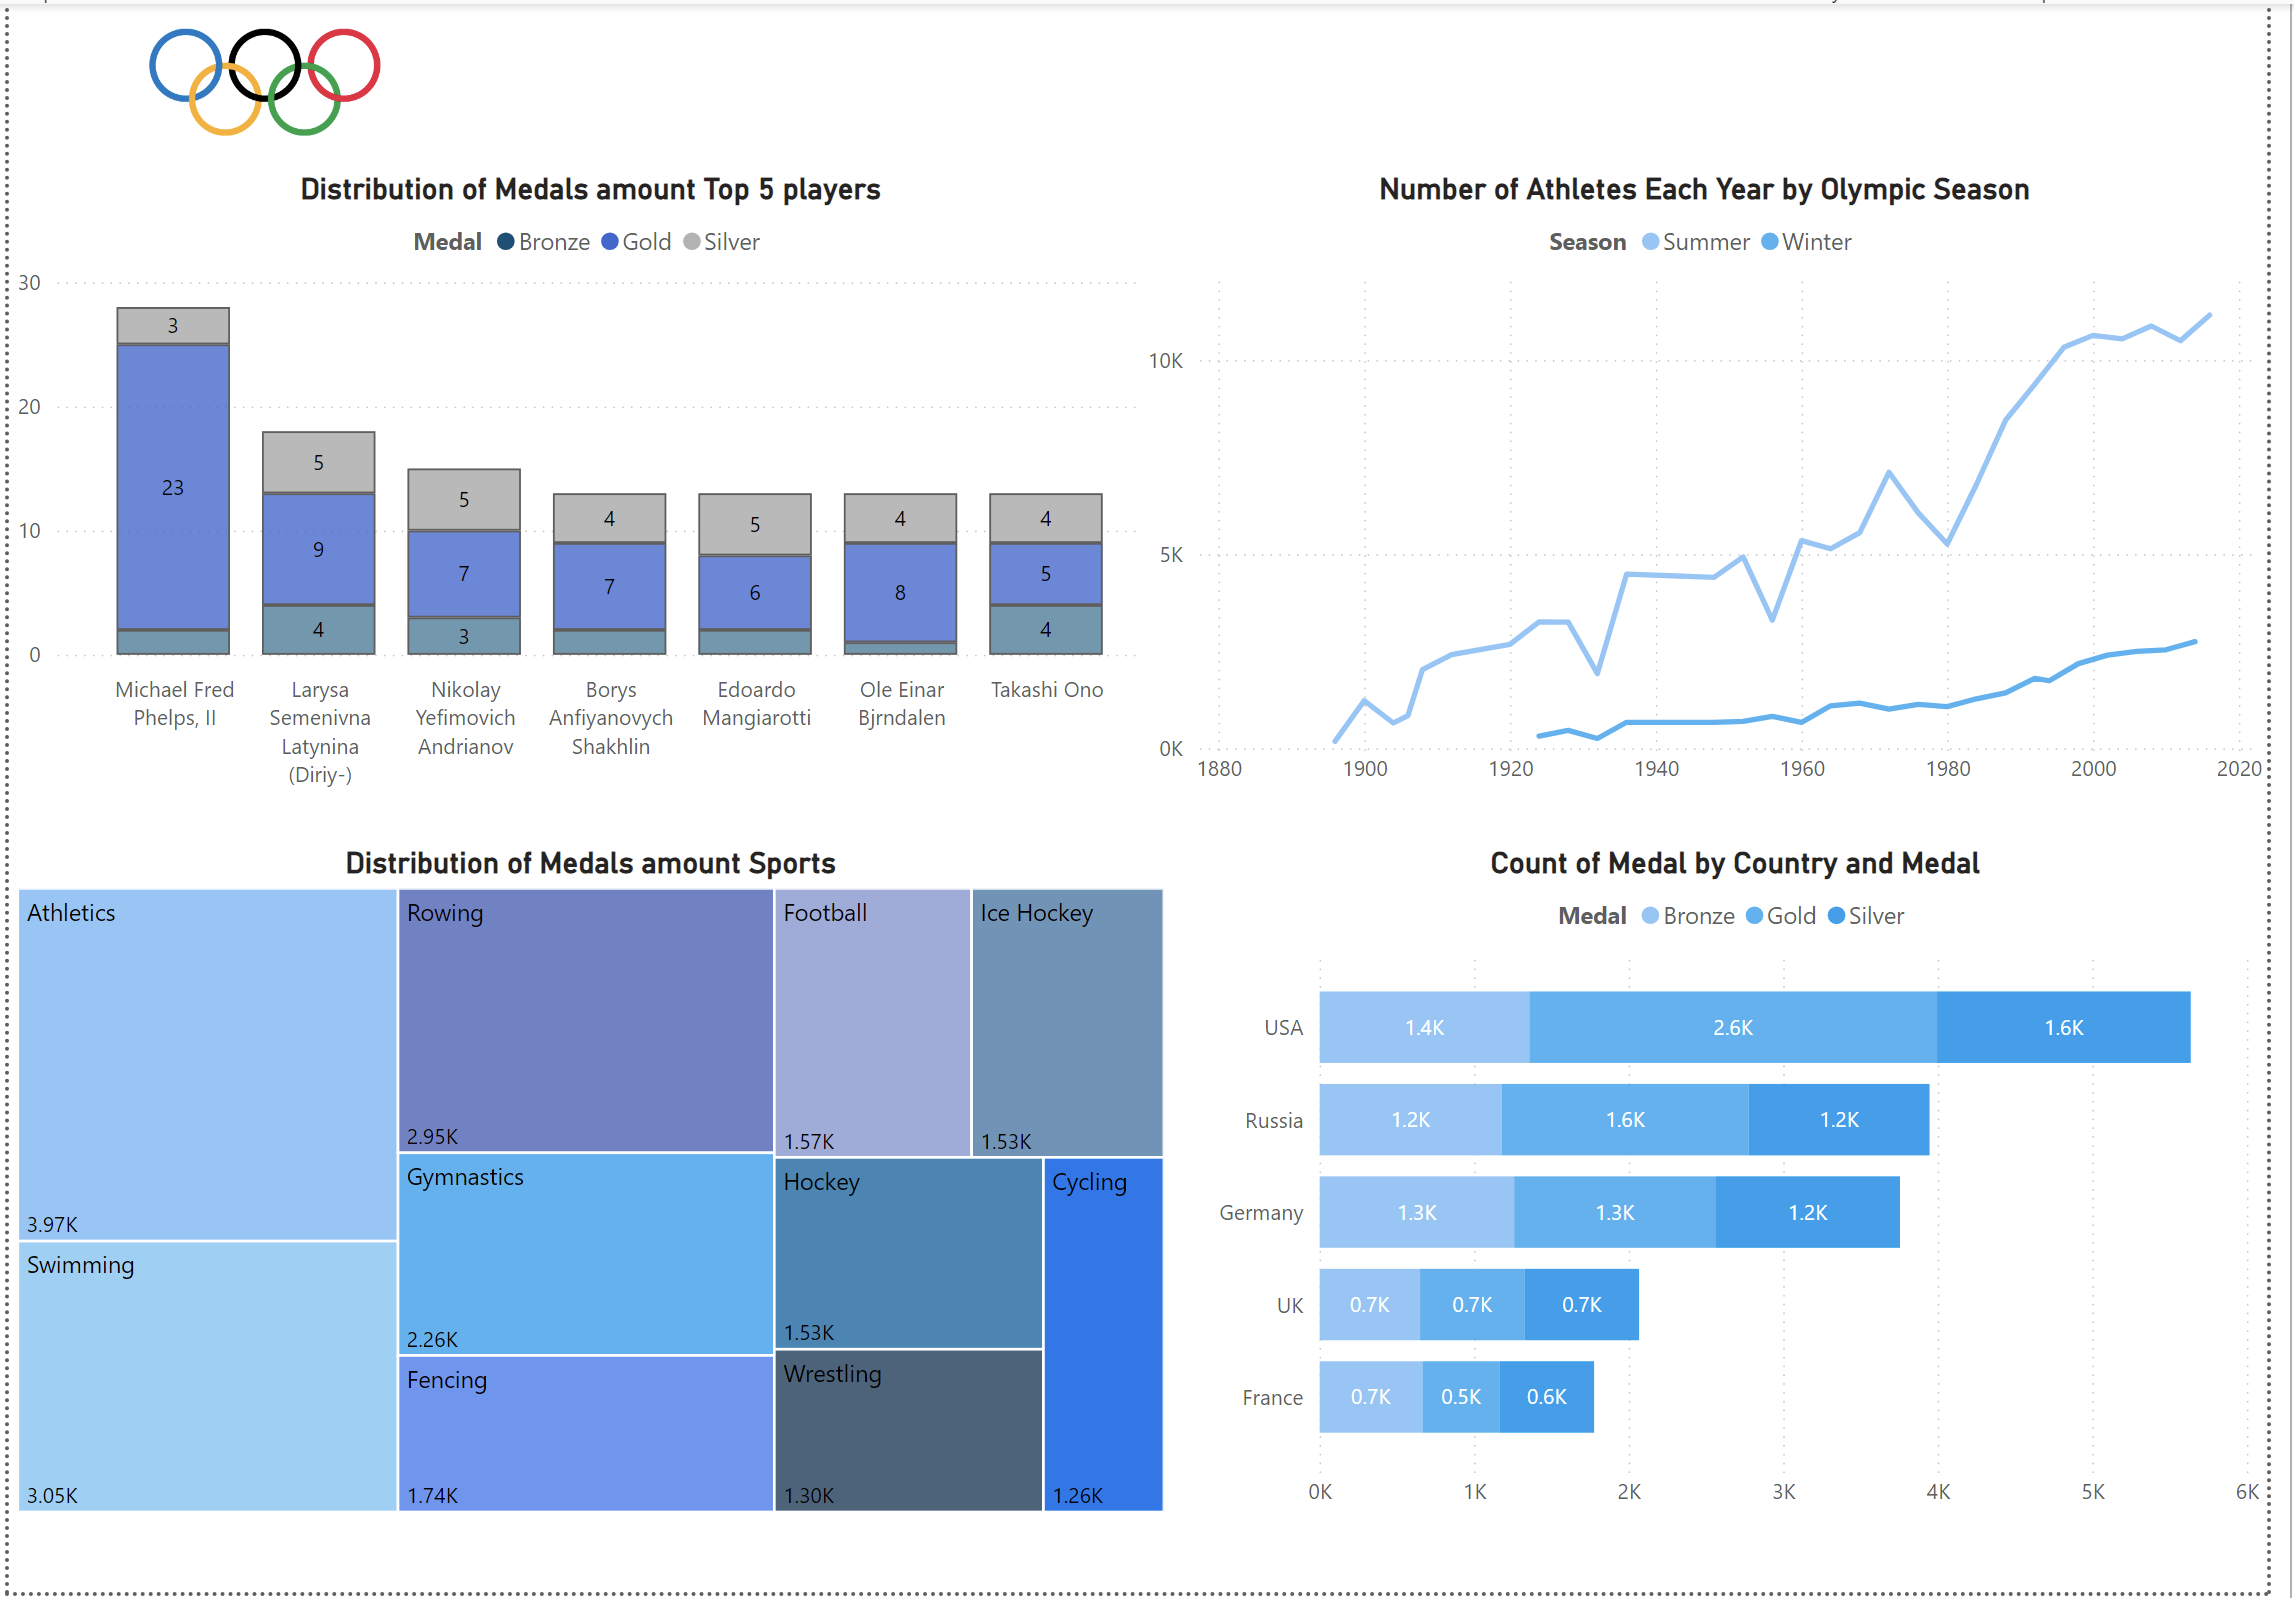 Distribution of Medals amount Top 5 players
Medal Bronze Gold Silver
30
20
10
0
3
23
5
9
4
5
7
3
4
7
5
6
4
8
4
5
4
Michael Fred
Phelps, II
Larysa
Semenivna
Latynina
(Diriy-)
Nikolay
Yefimovich
Andrianov
Borys
Anfiyanovych
Shakhlin
Edoardo
Mangiarotti
Ole Einar
Bjrndalen
Takashi Ono
Number of Athletes Each Year by Olympic Season
Season Summer Winter
10K
5K
0K
1880 1900 1920 1940 1960 1980 2000 2020
Distribution of Medals amount Sports
Athletics
3.97K
Swimming
3.05K
Rowing
2.95K
Gymnastics
2.26K
Fencing
1.74K
Football
1.57K
Ice Hockey
1.53K
Hockey
1.53K
Wrestling
1.30K
Cycling
1.26K
Count of Medal by Country and Medal
Medal Bronze Gold Silver
USA 1.4K 2.6K 1.6K
Russia 1.2K 1.6K 1.2K
Germany 1.3K 1.3K 1.2K
UK 0.7K 0.7K 0.7K
France 0.7K 0.5K 0.6K
0K 1K 2K 3K 4K 5K 6K